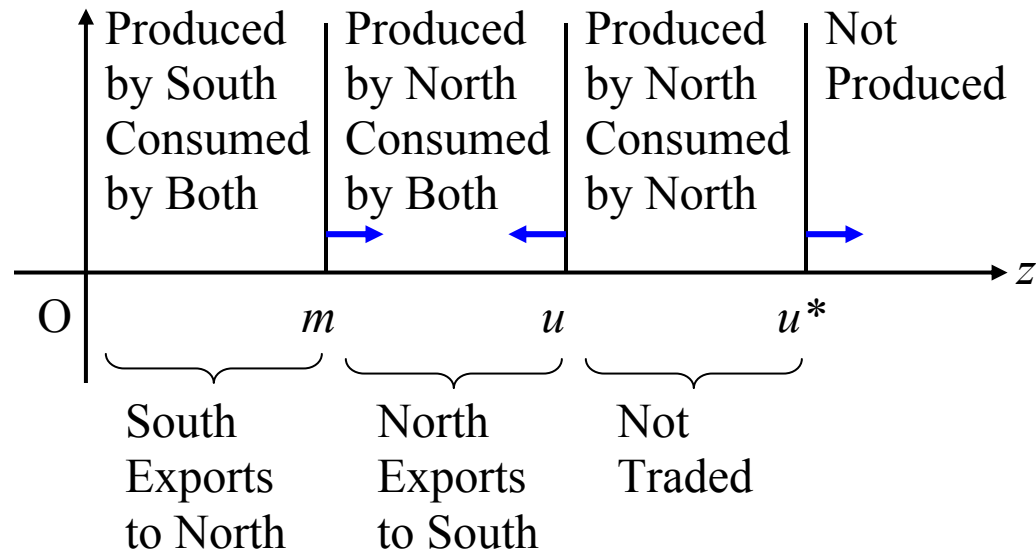 Produced
by South
Consumed
by Both
Produced
by North
Consumed
by Both
Produced
by North
Consumed
by North
Not
Produced
z
O
m
u
u*
South
Exports
to North
North
Exports
to South
Not
Traded